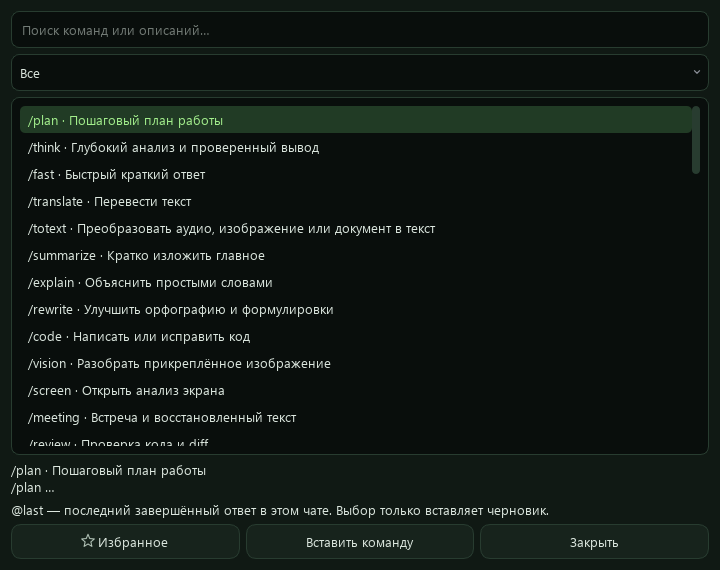 Поиск команд или описаний...
Все
/plan · Пошаговый план работы
/think · Глубокий анализ и проверенный вывод
/fast · Быстрый краткий ответ
/translate · Перевести текст
/totext · Преобразовать аудио, изображение или документ в текст
/summarize · Кратко изложить главное
/explain · Объяснить простыми словами
/rewrite · Улучшить орфографию и формулировки
/code · Написать или исправить код
/vision · Разобрать прикреплённое изображение
/screen · Открыть анализ экрана
/meeting · Встреча и восстановленный текст
/review · Проверка кода и diff
/plan · Пошаговый план работы
/plan ...
@last — последний завершённый ответ в этом чате. Выбор только вставляет черновик.
☆ Избранное
Вставить команду
Закрыть